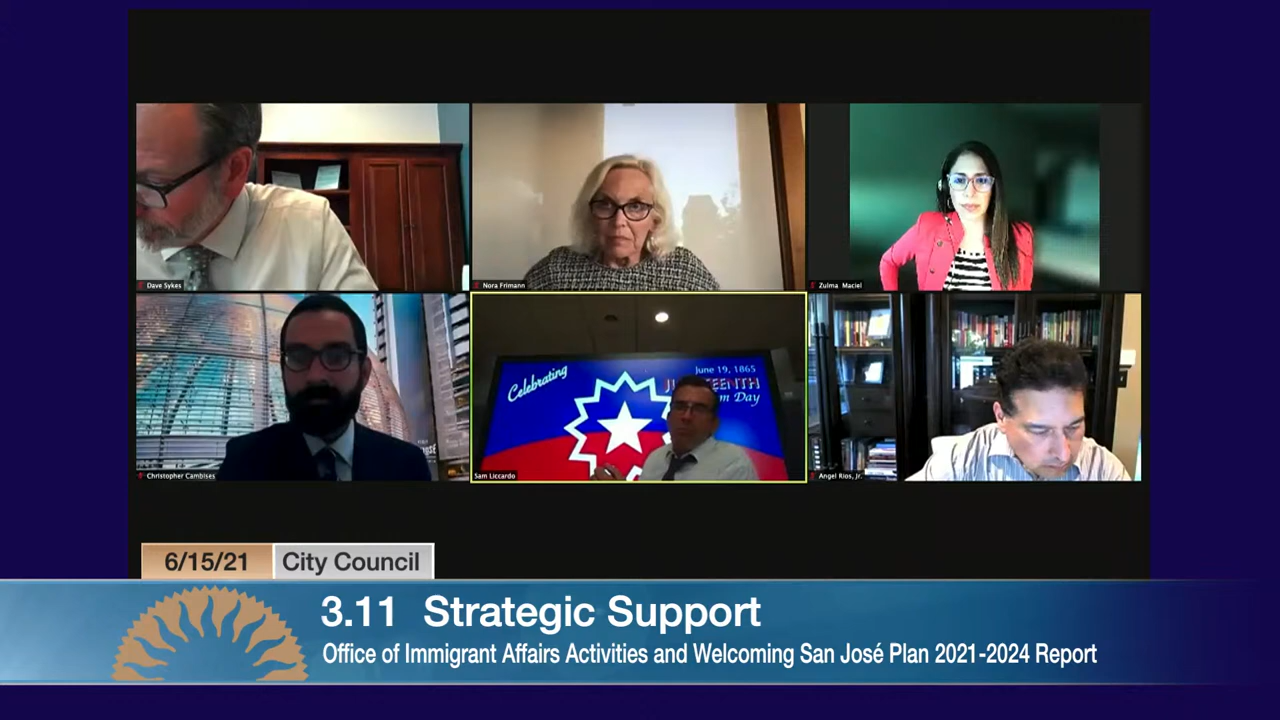 Dave Sykes
Nora Frimann
Zulma Maciel
Celebrating
June 19, 1865
JUNETEENTH
Day
Christopher Cambises
Sam Liccardo
Angel Rios, Jr.
6/15/21
City Council
3.11 Strategic Support
Office of Immigrant Affairs Activities and Welcoming San José Plan 2021-2024 Report